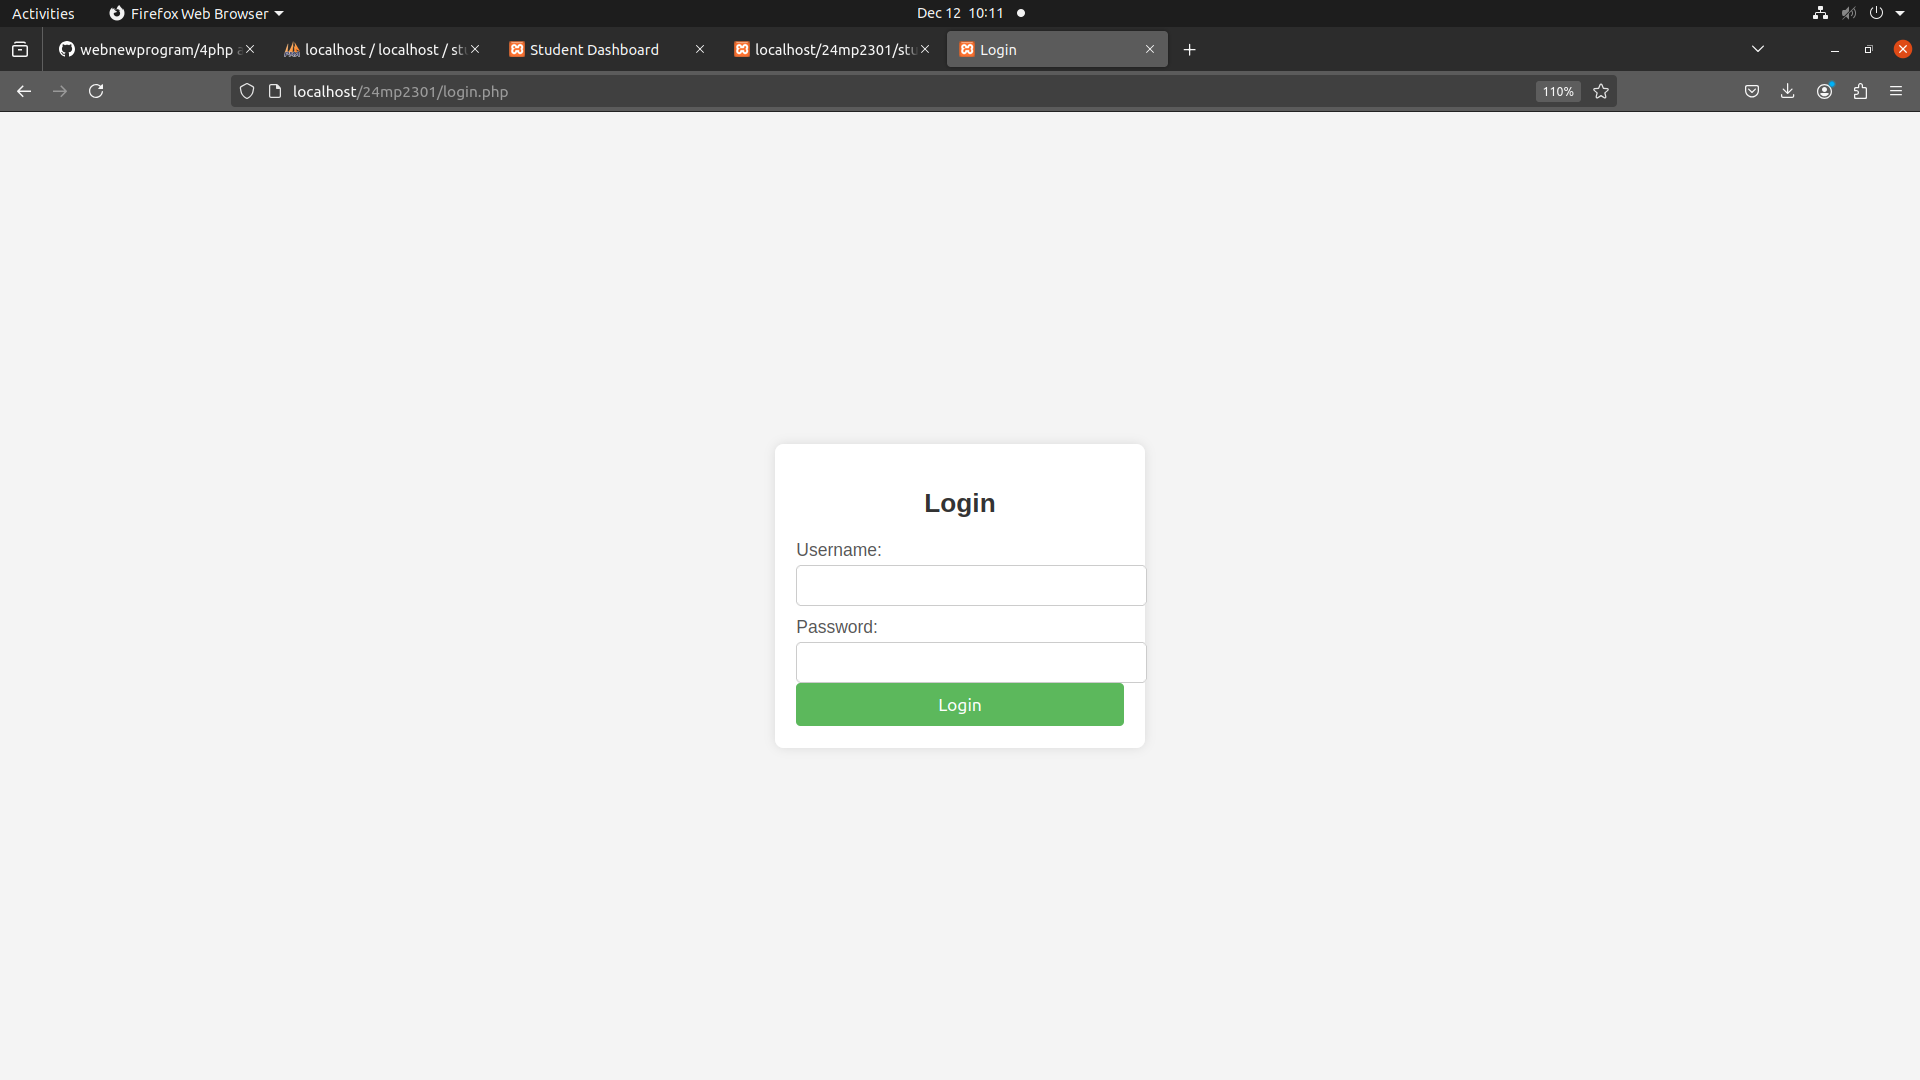 Activities Firefox Web Browser Dec 12 10:11
webnewprogram/4php localhost / localhost / stu Student Dashboard localhost/24mp2301/stu Login
localhost/24mp2301/login.php 110%
Login
Username:
Password:
Login